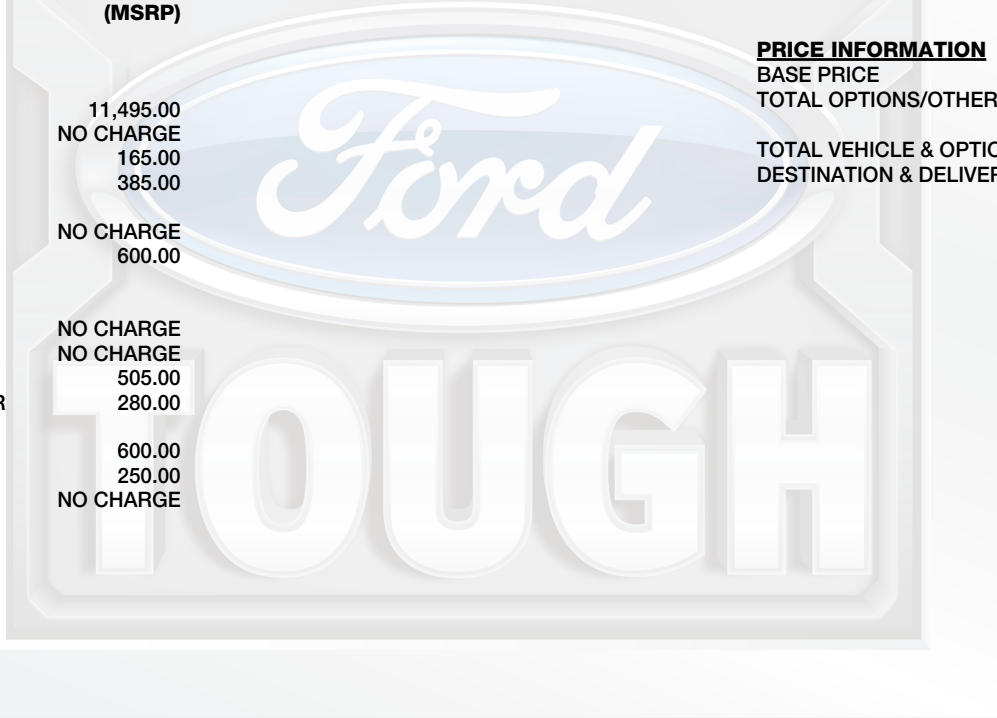 (MSRP)
11,495.00
NO CHARGE
165.00
385.00
NO CHARGE
600.00
NO CHARGE
NO CHARGE
505.00
280.00
600.00
250.00
NO CHARGE
PRICE INFORMATION
BASE PRICE
TOTAL OPTIONS/OTHER
TOTAL VEHICLE &
DESTINATION &
Ford
TOUGH